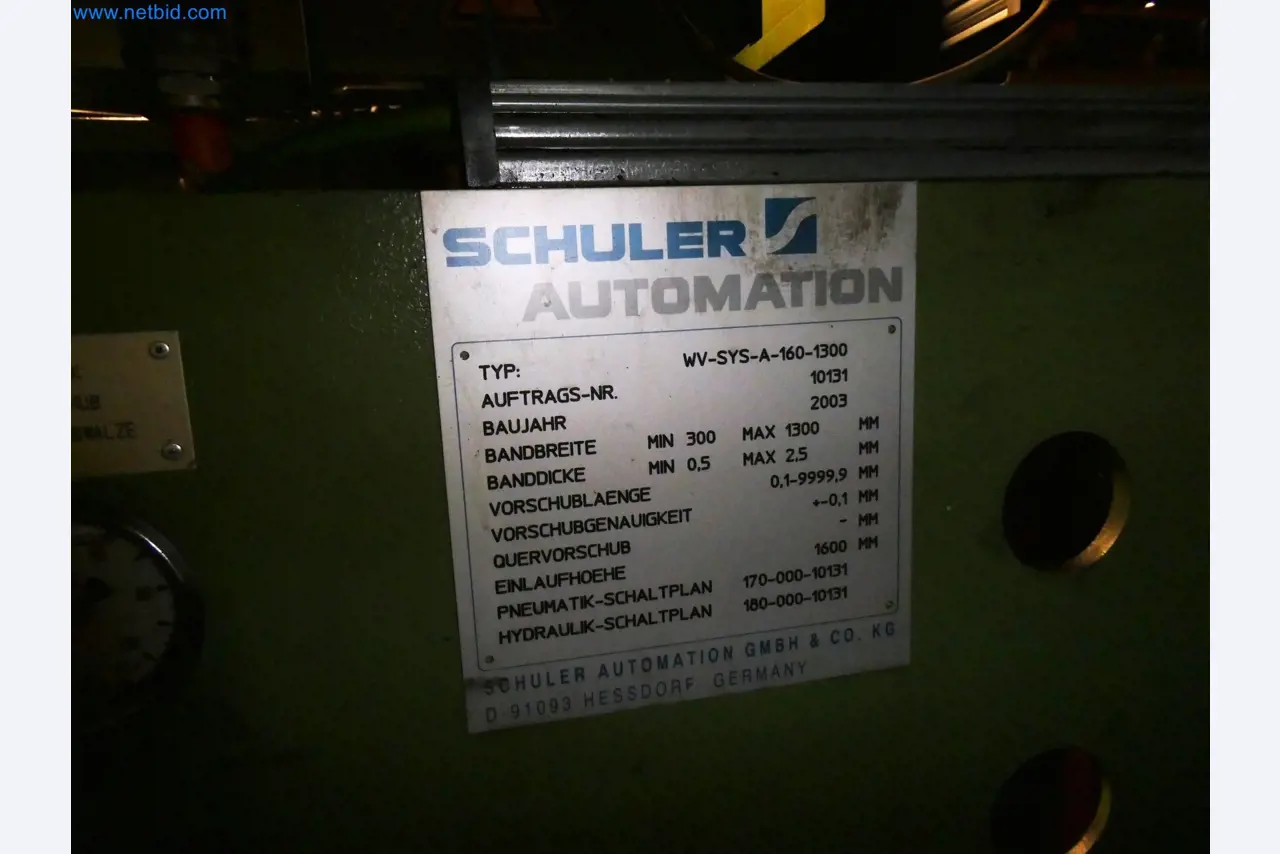 www.netbid.com
SCHULER
AUTOMATION
TYP: WV-SYS-A-160-1300
AUFTRAGS-NR. 10131
BAUJAHR 2003
BANDBREITE MIN 300 MAX 1300 MM
BANDDICKE MIN 0,5 MAX 2,5 MM
VORSCHUBLAENGE 0,1-9999,9 MM
VORSCHUBGENAUIGKEIT +-0,1 MM
QUERVORSCHUB - MM
EINLAUFHOEHE 1600 MM
PNEUMATIK-SCHALTPLAN 170-000-10131
HYDRAULIK-SCHALTPLAN 180-000-10131
SCHULER AUTOMATION GMBH & CO. KG
D 91093 HESSDORF GERMANY